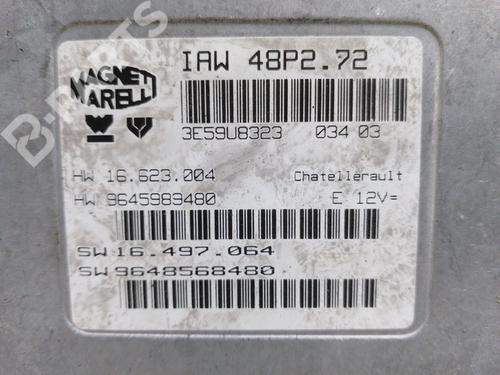 B-PARTS
IAW 48P2.72
MAGNETI
MARELLI
3E59U8323 034 03
HW 16.623.004 Chatellerault
HW 9645989480 E 12V=
SW 16.497.064
SW 9648568480